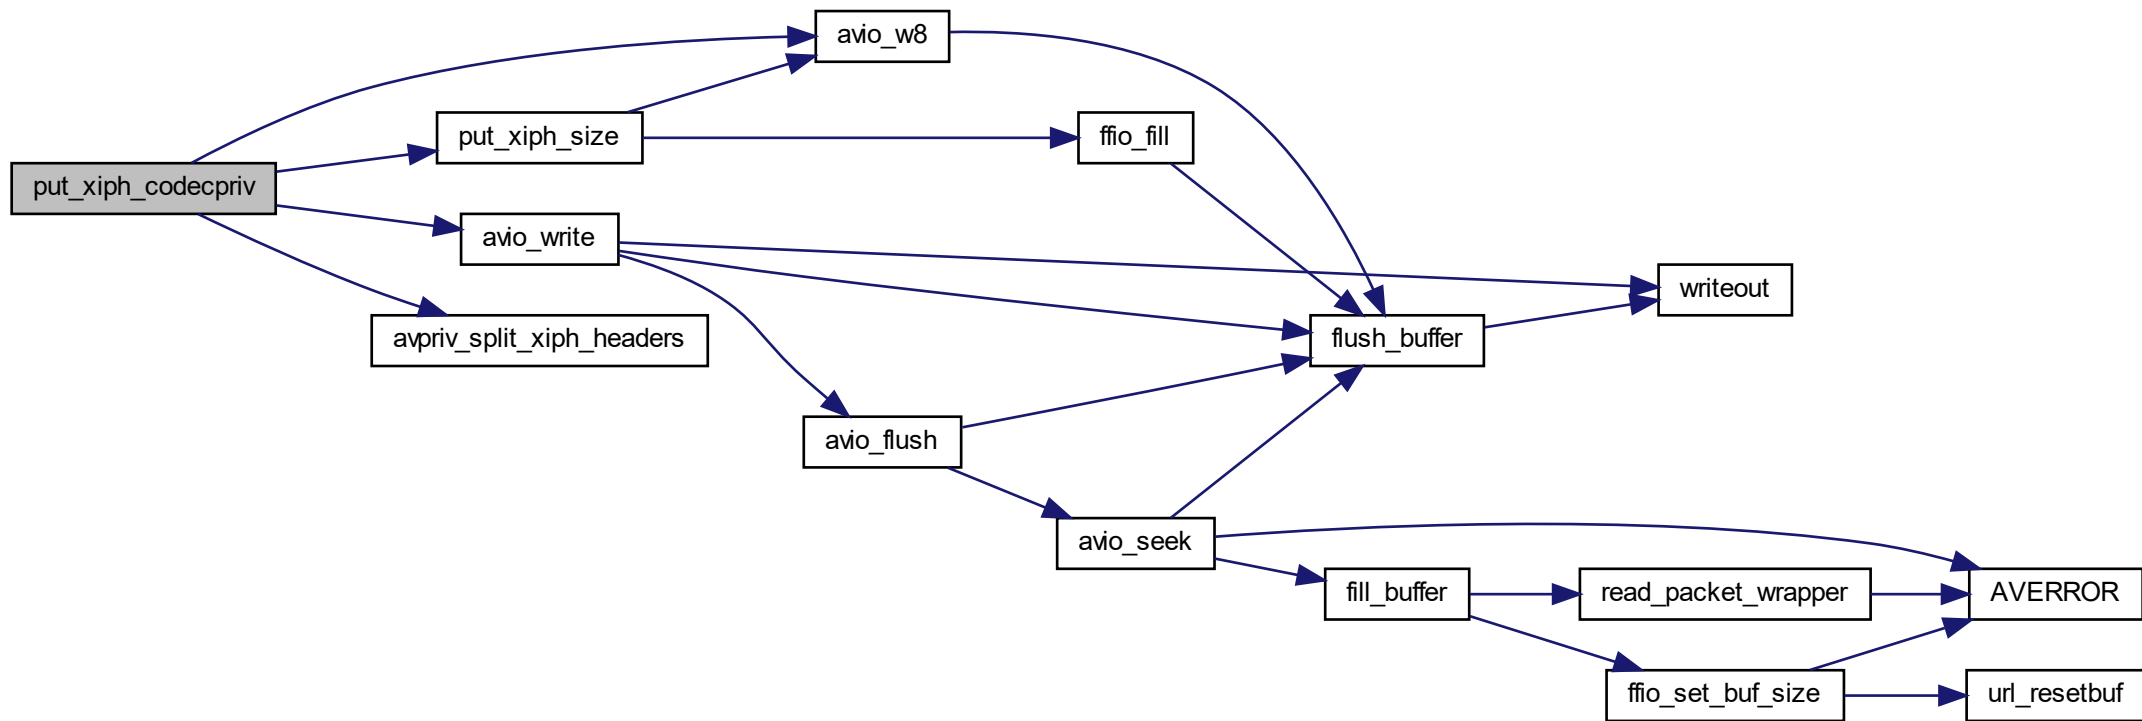 avio_w8
put_xiph_size
ffio_fill
put_xiph_codecpriv
avio_write
writeout
avpriv_split_xiph_headers
flush_buffer
avio_flush
avio_seek
fill_buffer
read_packet_wrapper
AVERROR
ffio_set_buf_size
url_resetbuf